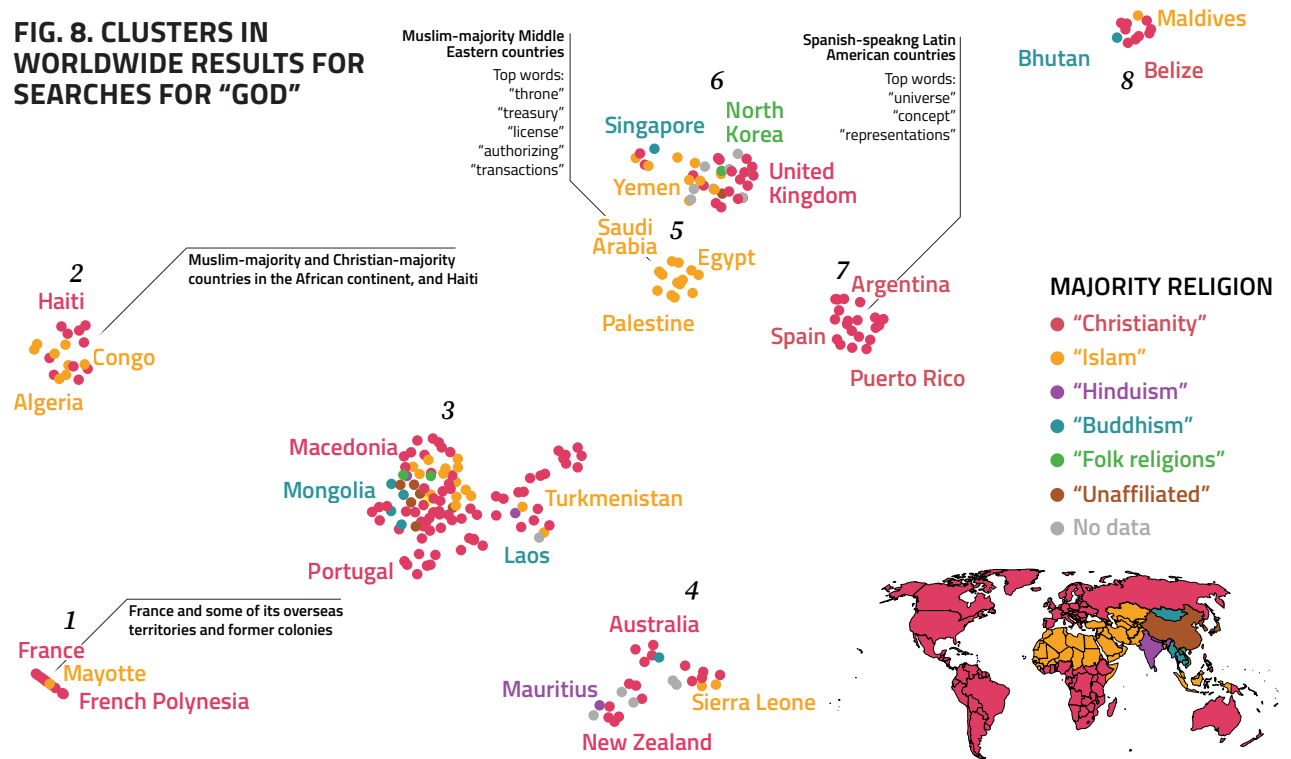 FIG. 8. CLUSTERS IN
WORLDWIDE RESULTS FOR
SEARCHES FOR “GOD”
Muslim-majority Middle
Eastern countries
Top words:
“throne”
“treasury”
“license”
“authorizing”
“transactions”
Spanish-speakng Latin
American countries
Top words:
“universe”
“concept”
“representations”
Maldives
Bhutan
8
Belize
6
North
Korea
Singapore
United
Kingdom
Yemen
Saudi
Arabia
5
Egypt
Palestine
7
Argentina
Spain
Puerto Rico
2
Muslim-majority and Christian-majority
countries in the African continent, and Haiti
Haiti
Congo
Algeria
MAJORITY RELIGION
“Christianity”
“Islam”
“Hinduism”
“Buddhism”
“Folk religions”
“Unaffiliated”
No data
3
Macedonia
Mongolia
Turkmenistan
Laos
Portugal
1
France and some of its overseas
territories and former colonies
France
Mayotte
French Polynesia
4
Australia
Mauritius
Sierra Leone
New Zealand